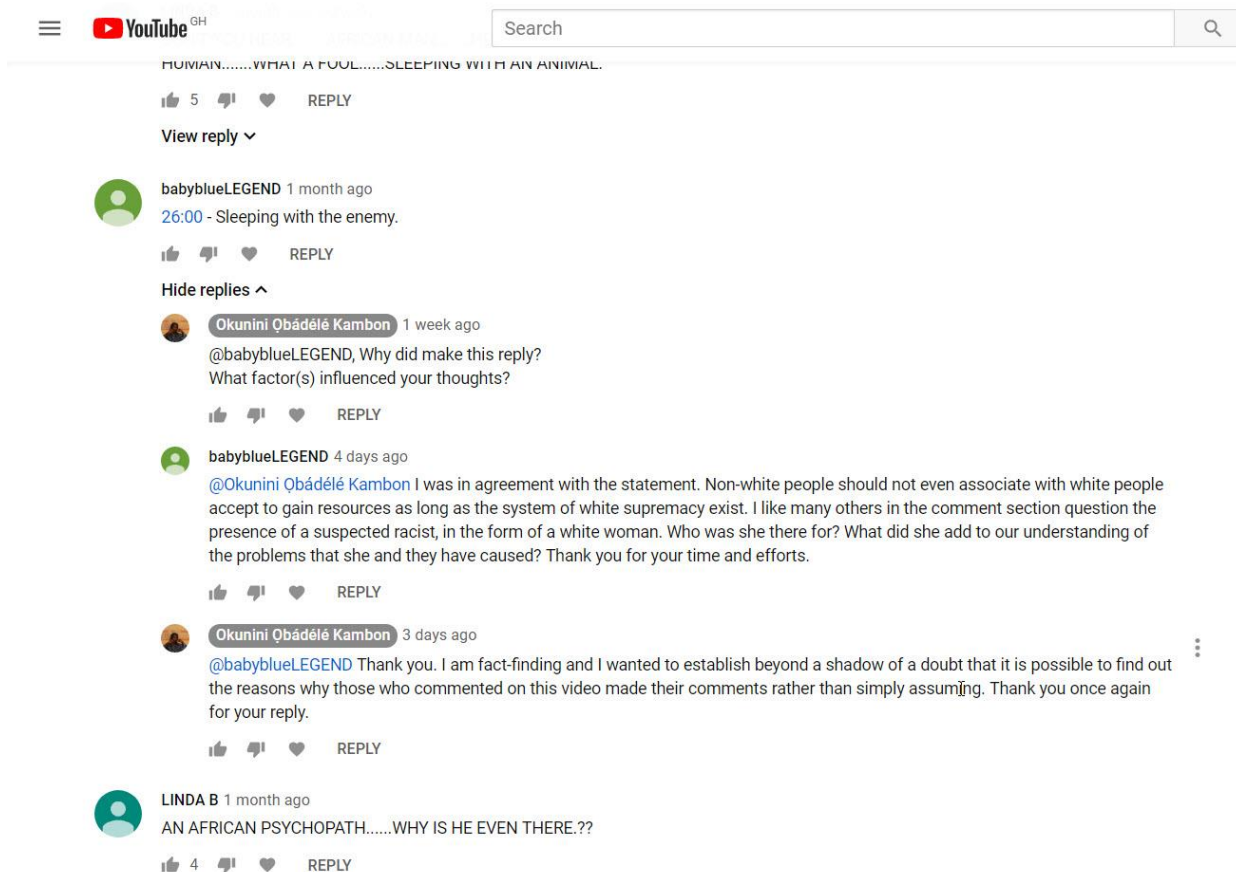 YouTube GH
Search
HUMAN.......WHAT A FOOL......SLEEPING WITH AN ANIMAL.
5 REPLY
View reply
babyblueLEGEND 1 month ago
26:00 - Sleeping with the enemy.
REPLY
Hide replies
Okunini Ọbádélé Kambon 1 week ago
@babyblueLEGEND, Why did make this reply?
What factor(s) influenced your thoughts?
REPLY
babyblueLEGEND 4 days ago
@Okunini Ọbádélé Kambon I was in agreement with the statement. Non-white people should not even associate with white people
accept to gain resources as long as the system of white supremacy exist. I like many others in the comment section question the
presence of a suspected racist, in the form of a white woman. Who was she there for? What did she add to our understanding of
the problems that she and they have caused? Thank you for your time and efforts.
REPLY
Okunini Ọbádélé Kambon 3 days ago
@babyblueLEGEND Thank you. I am fact-finding and I wanted to establish beyond a shadow of a doubt that it is possible to find out
the reasons why those who commented on this video made their comments rather than simply assuming. Thank you once again
for your reply.
REPLY
LINDA B 1 month ago
AN AFRICAN PSYCHOPATH......WHY IS HE EVEN THERE.??
4 REPLY